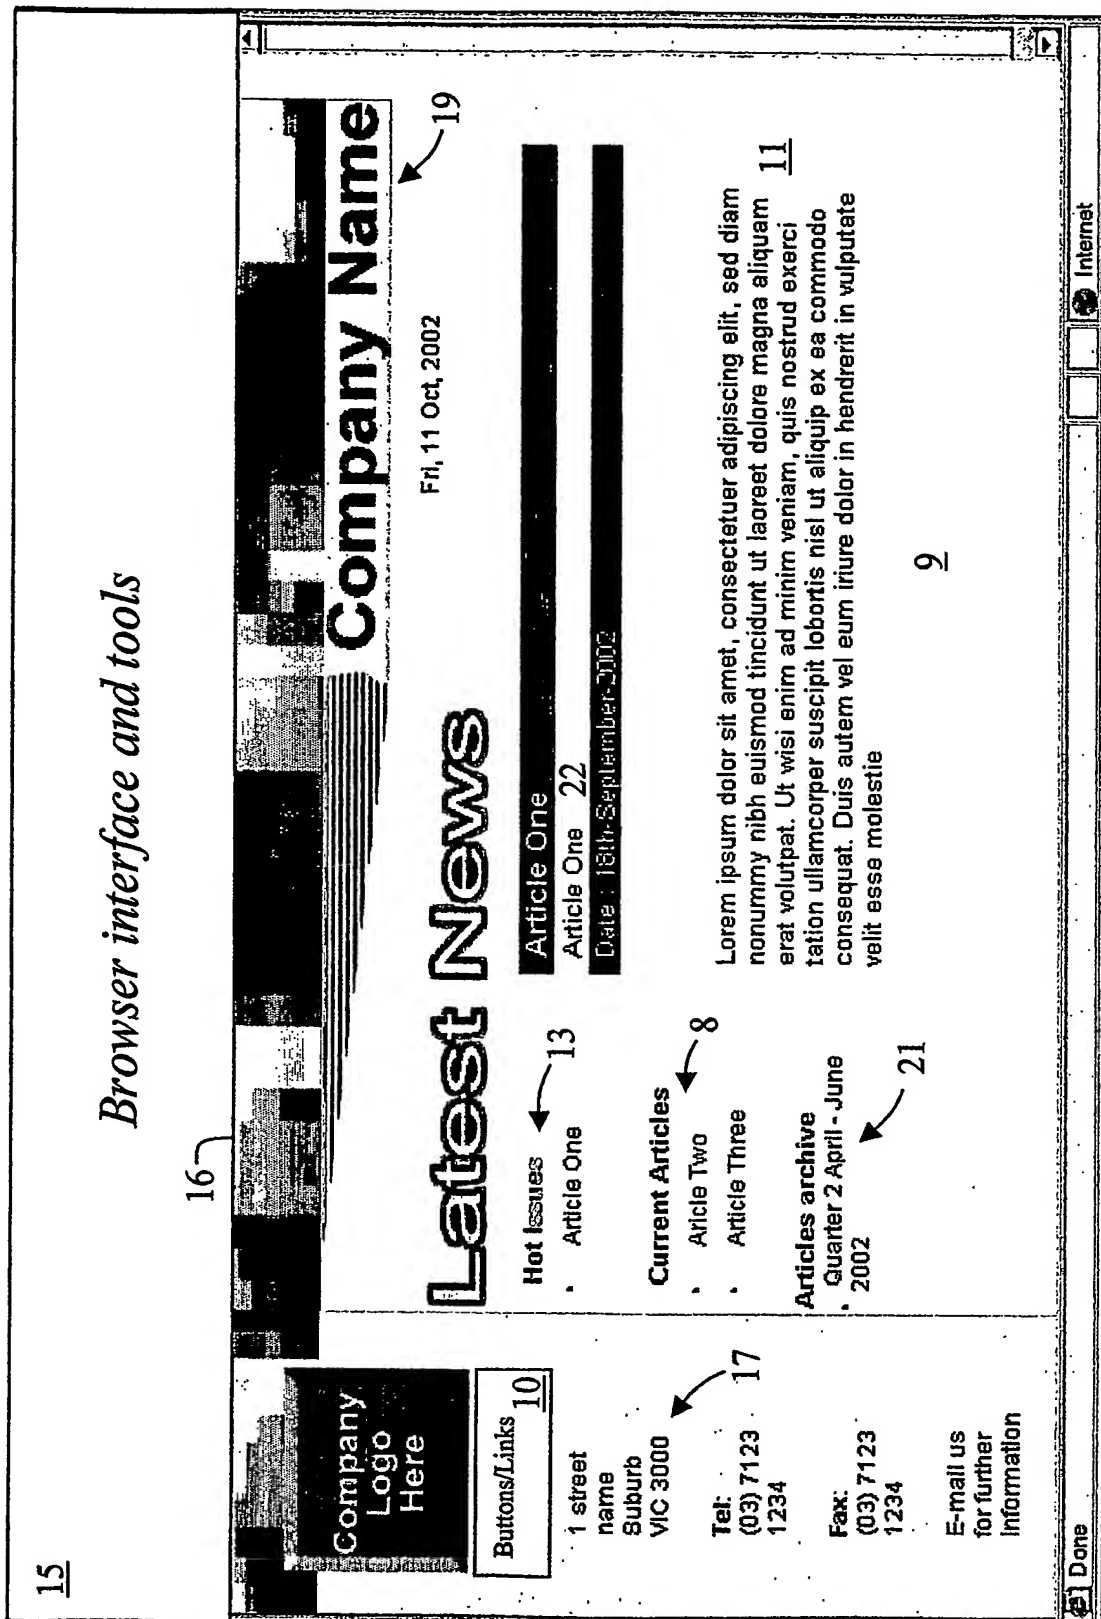 15
Browser interface and tools
16
Company
Logo
Here
Company Name
19
Buttons/Links 10
Latest News
Fri, 11 Oct, 2002
1 street
name
Suburb
VIC 3000
17
Tel:
(03) 7123
1234
Fax:
(03) 7123
1234
E-mail us
for further
information
Hot Issues
13
• Article One
Current Articles
8
• Aricle Two
• Article Three
Articles archive
• Quarter 2 April - June
2002
21
Article One
Article One 22
Date : 18th-September-2002
Lorem ipsum dolor sit amet, consectetuer adipiscing elit, sed diam
nonummy nibh euismod tincidunt ut laoreet dolore magna aliquam
erat volutpat. Ut wisi enim ad minim veniam, quis nostrud exerci
tation ullamcorper suscipit lobortis nisl ut aliquip ex ea commodo
consequat. Duis autem vel eum iriure dolor in hendrerit in vulputate
velit esse molestie
11
9
Done
Internet